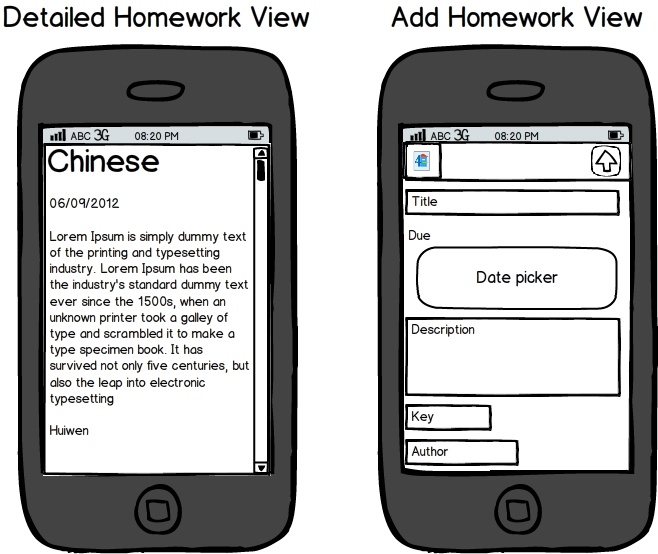 Detailed Homework View
ABC 3G 08:20 PM
Chinese
06/09/2012
Lorem Ipsum is simply dummy text
of the printing and typesetting
industry. Lorem Ipsum has been
the industry's standard dummy text
ever since the 1500s, when an
unknown printer took a galley of
type and scrambled it to make a
type specimen book. It has
survived not only five centuries, but
also the leap into electronic
typesetting
Huiwen
Add Homework View
ABC 3G 08:20 PM
4
Title
Due
Date picker
Description
Key
Author